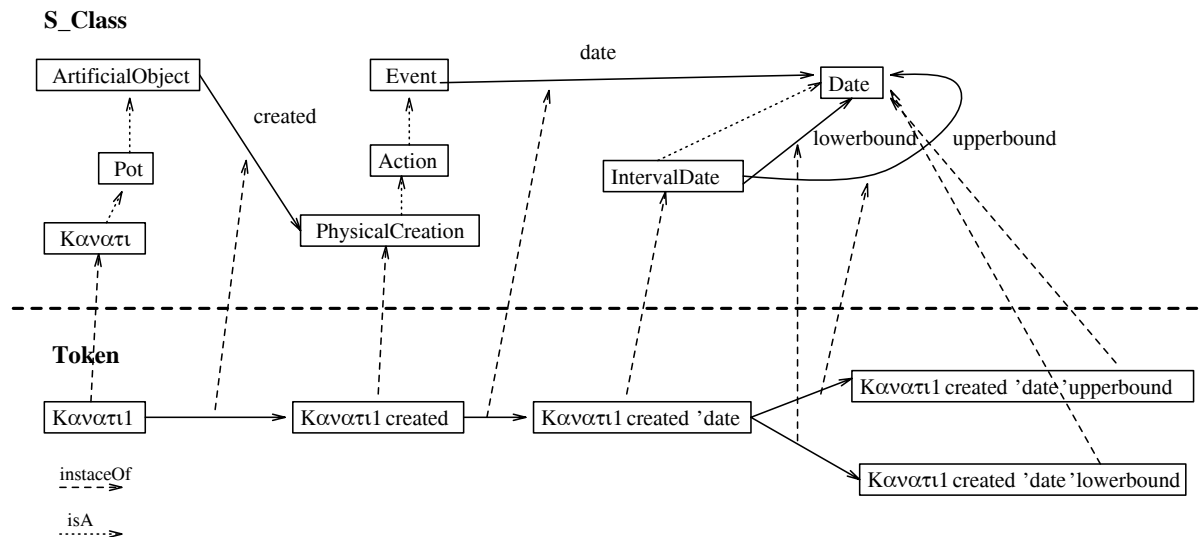 S_Class
date
ArtificialObject
Event
Date
created
lowerbound
upperbound
Pot
Action
IntervalDate
Κανατι
PhysicalCreation
Token
Κανατι1 created 'date 'upperbound
Κανατι1
Κανατι1 created
Κανατι1 created 'date
Κανατι1 created 'date 'lowerbound
instaceOf
isA